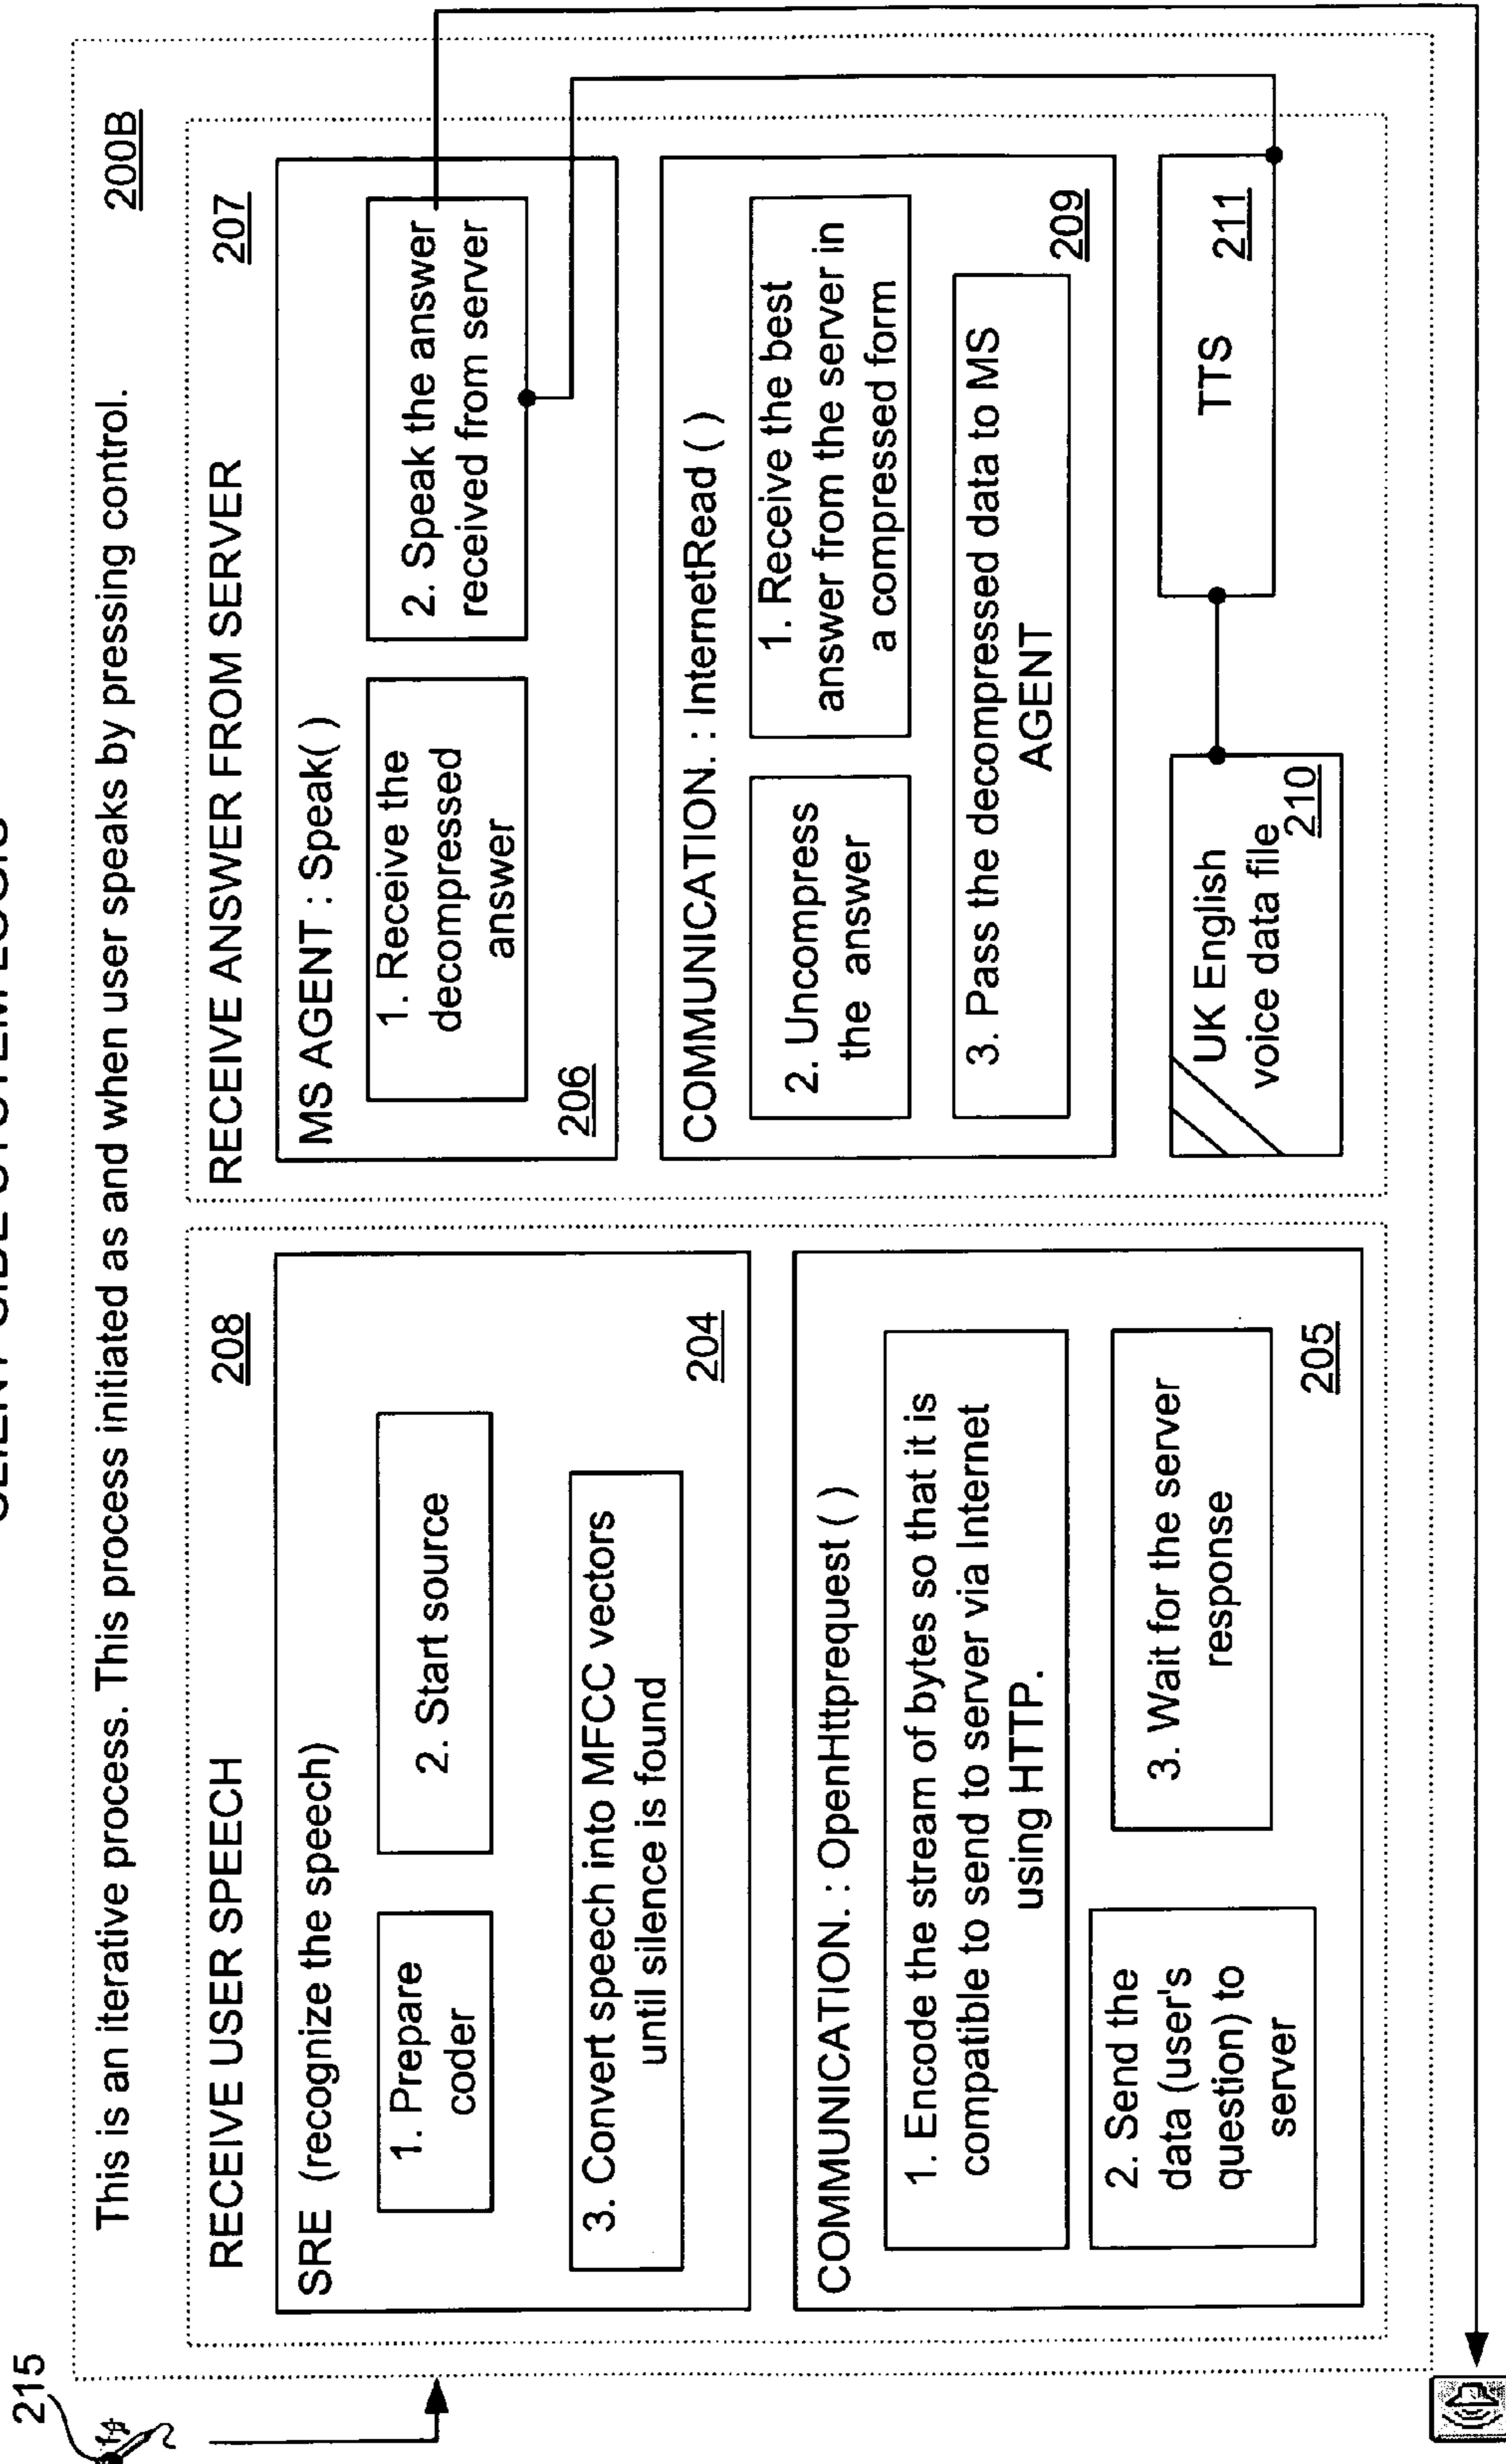 CLIENT SIDE SYSTEM LOGIC
215
This is an iterative process. This process initiated as and when user speaks by pressing control.
200B
RECEIVE USER SPEECH
208
SRE (recognize the speech)
1. Prepare
coder
2. Start source
3. Convert speech into MFCC vectors
until silence is found
204
COMMUNICATION. : OpenHttprequest ( )
1. Encode the stream of bytes so that it is
compatible to send to server via Internet
using HTTP.
2. Send the
data (user's
question) to
server
3. Wait for the server
response
205
RECEIVE ANSWER FROM SERVER
207
MS AGENT : Speak( )
1. Receive the
decompressed
answer
2. Speak the answer
received from server
206
COMMUNICATION. : InternetRead ( )
2. Uncompress
the answer
1. Receive the best
answer from the server in
a compressed form
3. Pass the decompressed data to MS
AGENT
209
UK English
voice data file
210
TTS
211